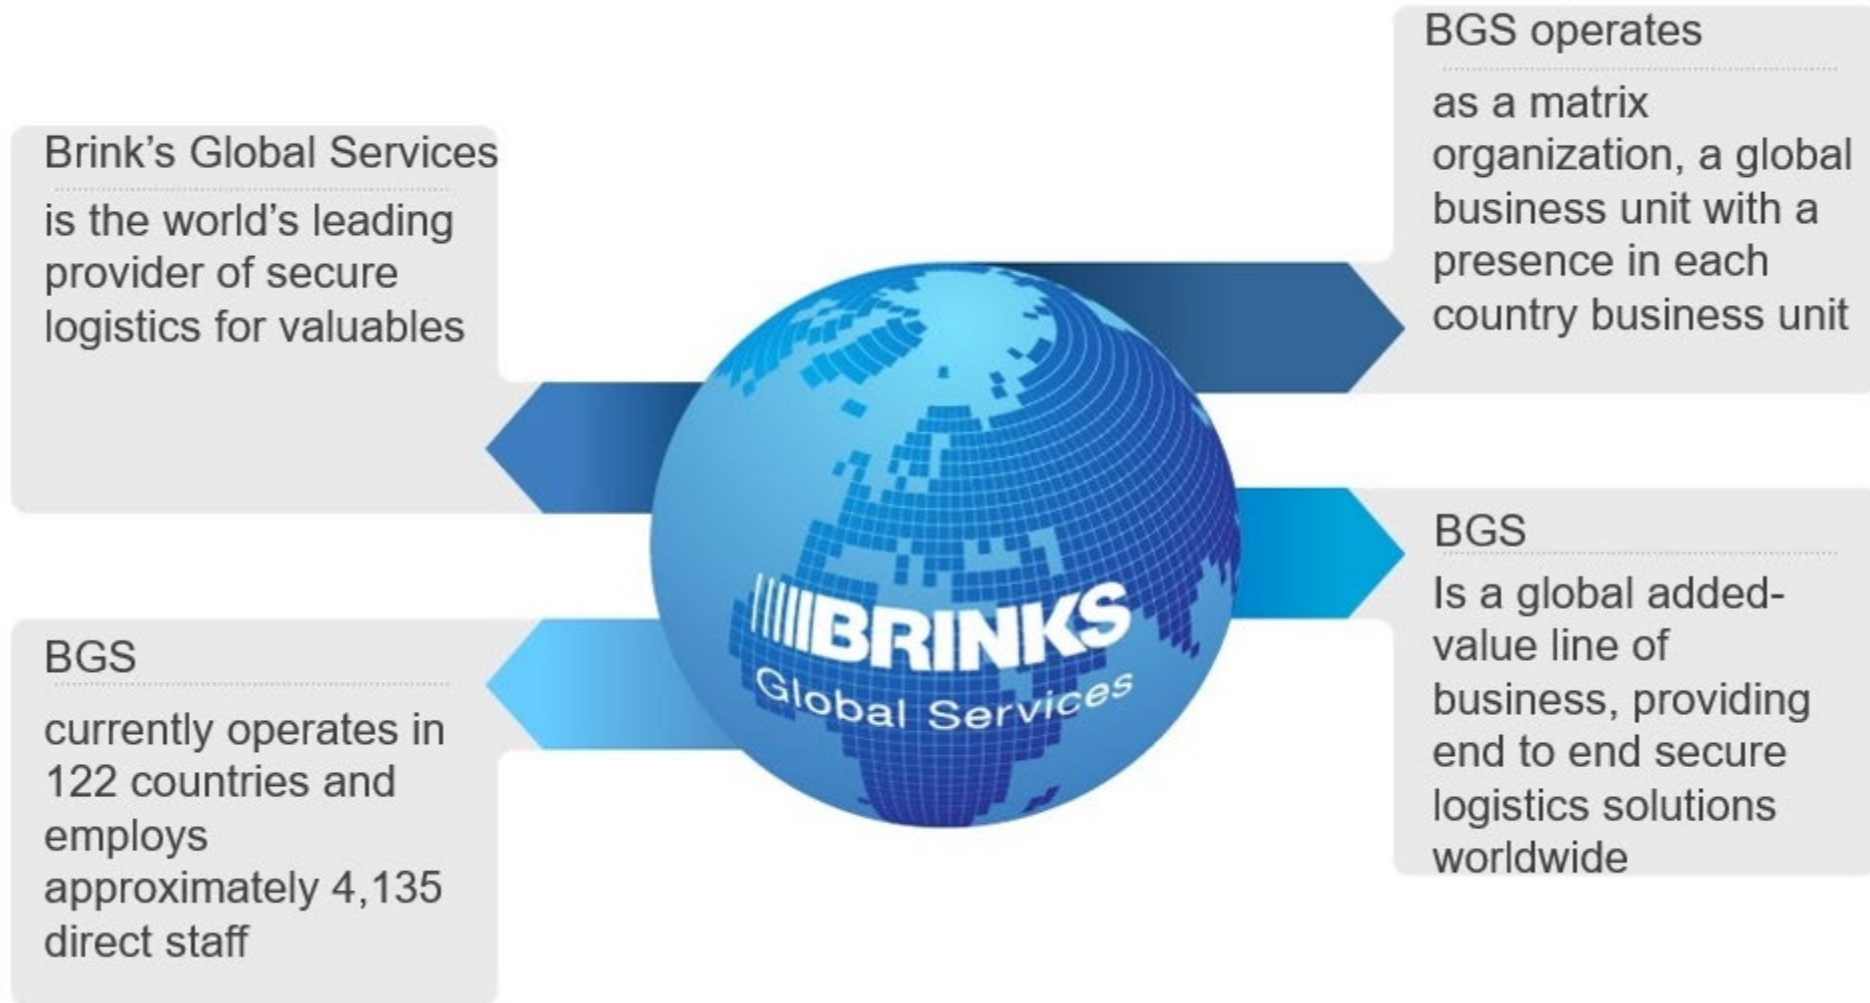 Brink's Global Services
is the world's leading
provider of secure
logistics for valuables
BGS operates
as a matrix
organization, a global
business unit with a
presence in each
country business unit
BRINKS
Global Services
BGS
currently operates in
122 countries and
employs
approximately 4,135
direct staff
BGS
Is a global added-
value line of
business, providing
end to end secure
logistics solutions
worldwide